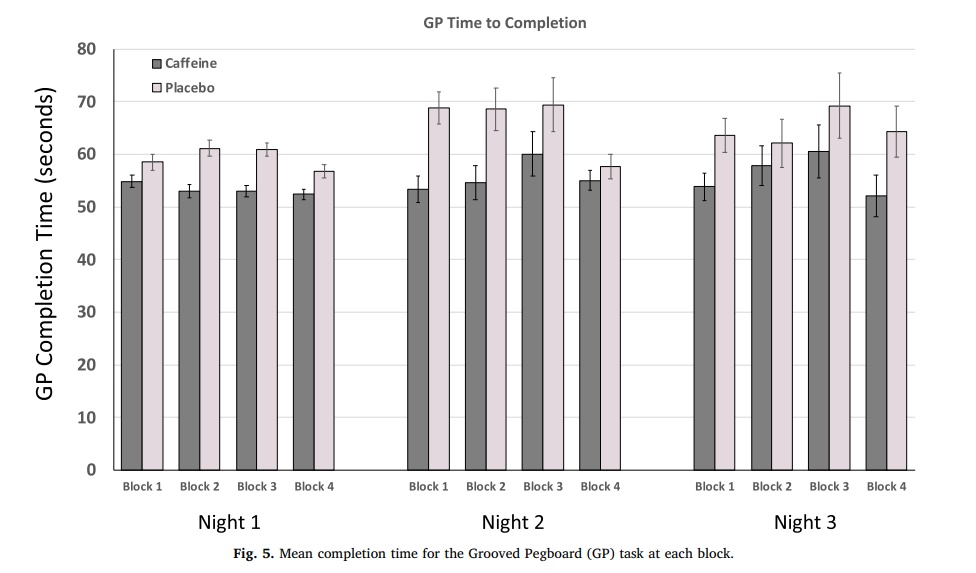 GP Time to Completion
GP Completion Time (seconds)
80
70
60
50
40
30
20
10
0
Caffeine
Placebo
Block 1 Block 2 Block 3 Block 4 Block 1 Block 2 Block 3 Block 4 Block 1 Block 2 Block 3 Block 4
Night 1 Night 2 Night 3
Fig. 5. Mean completion time for the Grooved Pegboard (GP) task at each block.